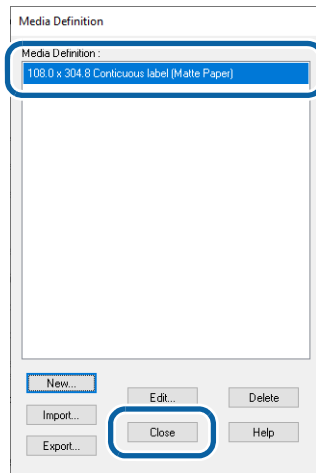 Media Definition
Media Definition :
108.0 x 304.8 Conticuous label (Matte Paper)
New...
Edit...
Delete
Import...
Close
Help
Export...